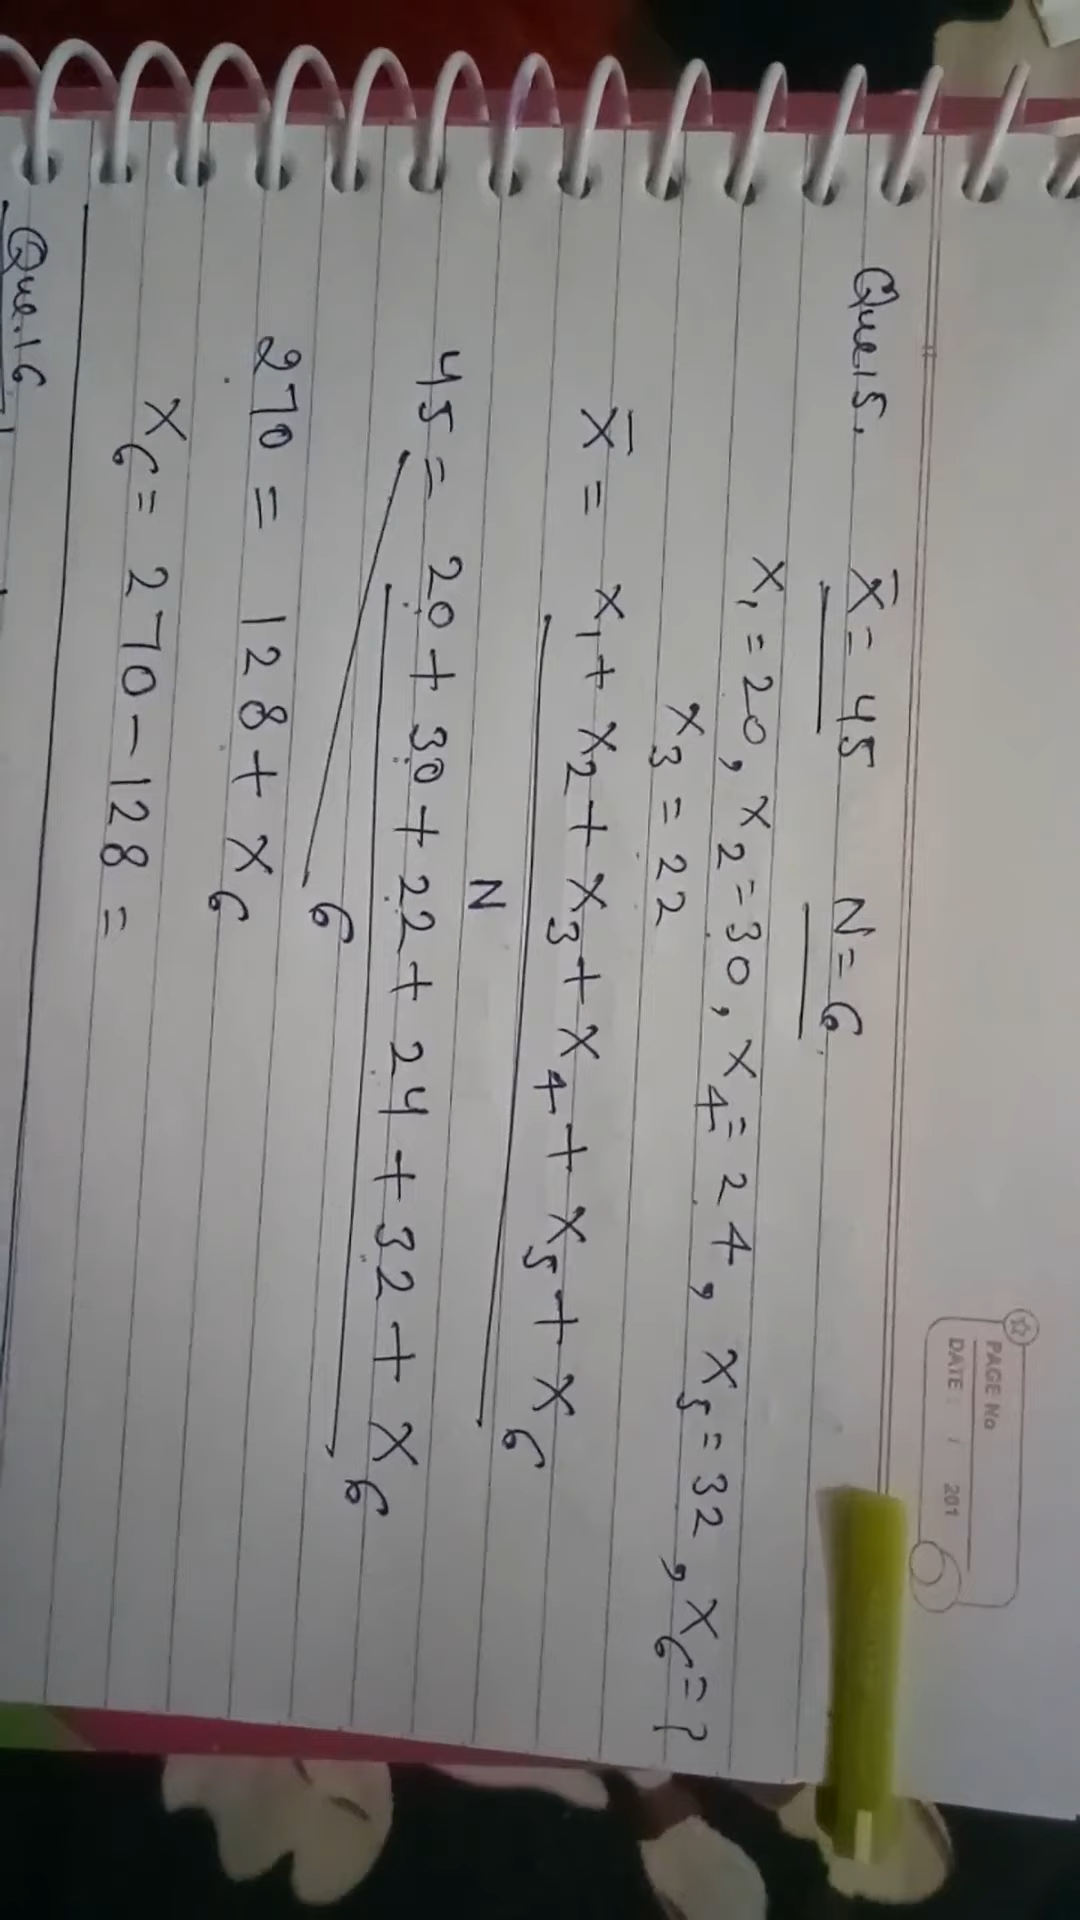 PAGE No
DATE : / 201
6
Que15. X̄ = 45 N = 6.
x₁ = 20, x₂ = 30, x₄ = 24, x₅ = 32, x₆ = ?
x₃ = 22
X̄ = x₁ + x₂ + x₃ + x₄ + x₅ + x₆
N
45 = 20 + 30 + 22 + 24 + 32 + x₆
6
270 = 128 + x₆
x₆ = 270 - 128 =
Que.16